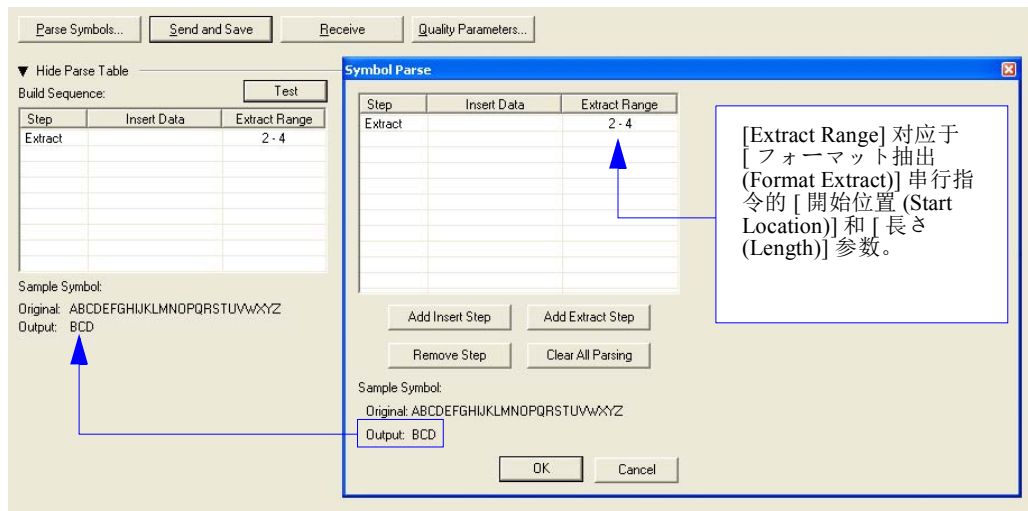 Parse Symbols... Send and Save Receive Quality Parameters...
▼ Hide Parse Table
Build Sequence: Test
Step Insert Data Extract Range
Extract 2 - 4
Sample Symbol:
Original: ABCDEFGHIJKLMNOPQRSTUVWXYZ
Output: BCD
Symbol Parse
Step Insert Data Extract Range
Extract 2 - 4
Add Insert Step Add Extract Step
Remove Step Clear All Parsing
Sample Symbol:
Original: ABCDEFGHIJKLMNOPQRSTUVWXYZ
Output: BCD
OK Cancel
[Extract Range] 对应于
[ フォーマット抽出
(Format Extract)] 串行指
令的 [ 開始位置 (Start
Location)] 和 [ 長さ
(Length)] 参数。